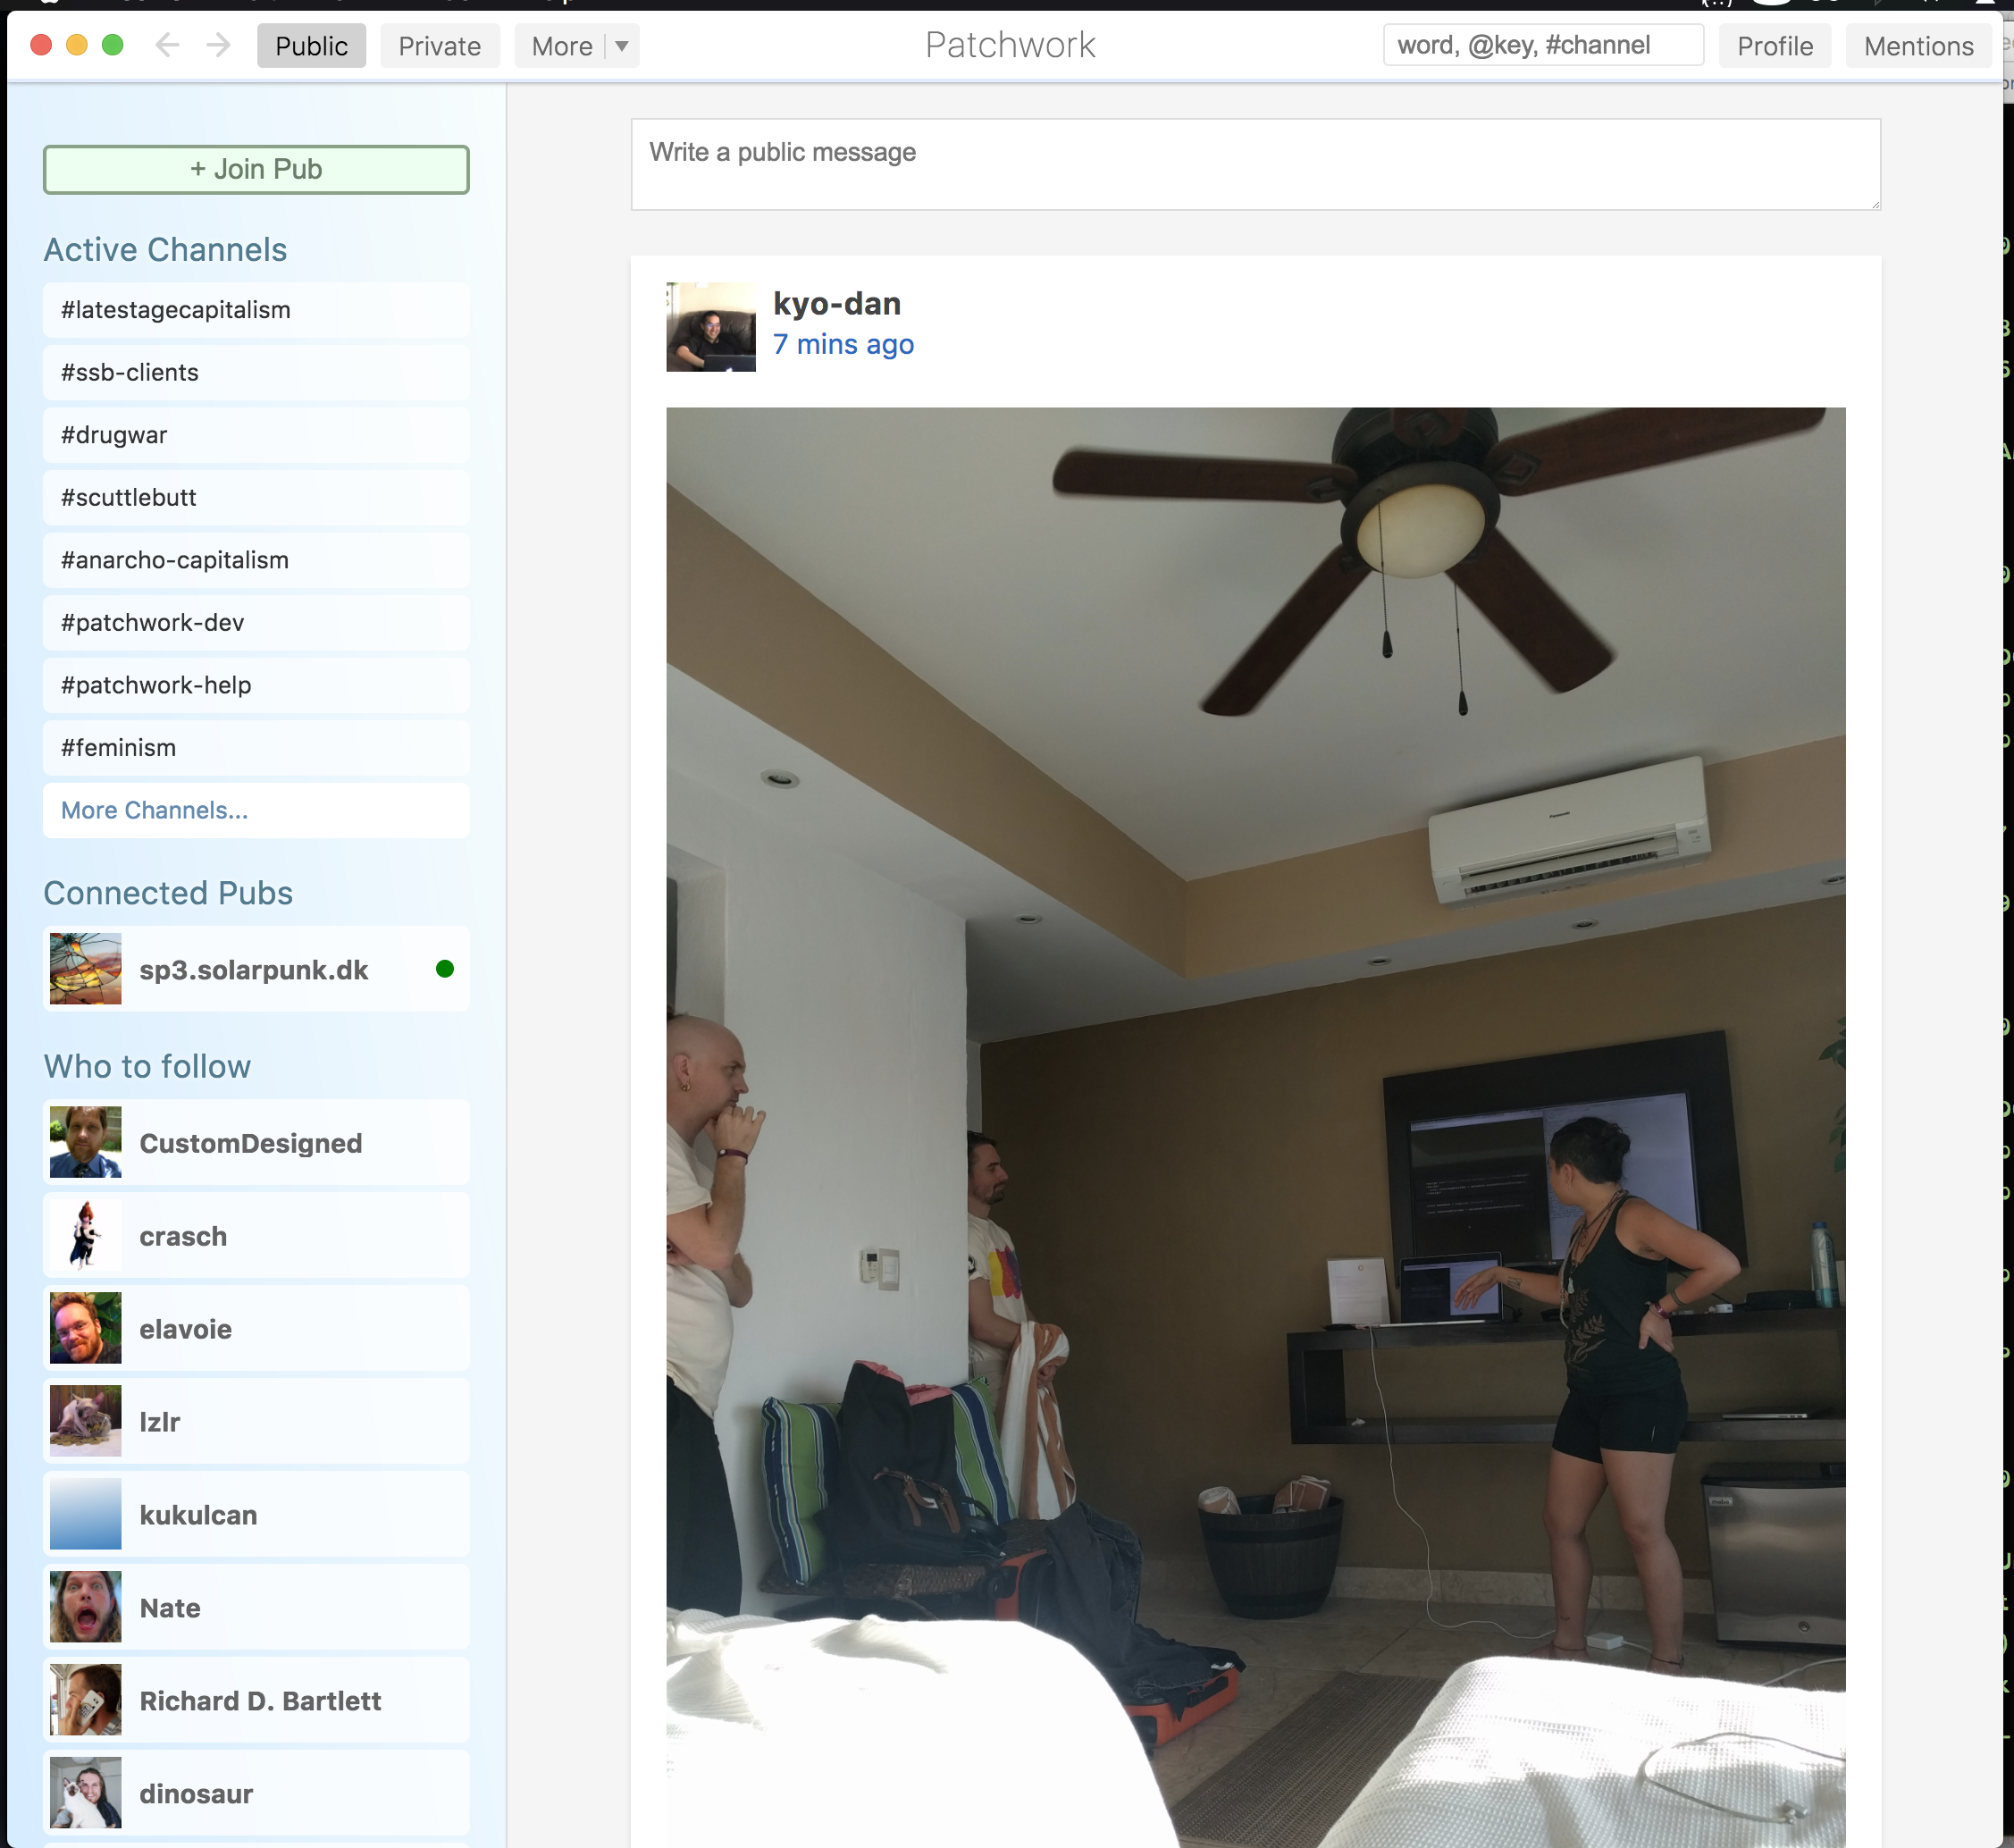 Public
Private
More
Patchwork
word, @key, #channel
Profile
Mentions
+ Join Pub
Active Channels
#latestagecapitalism
#ssb-clients
#drugwar
#scuttlebutt
#anarcho-capitalism
#patchwork-dev
#patchwork-help
#feminism
More Channels...
Connected Pubs
sp3.solarpunk.dk
Who to follow
CustomDesigned
crasch
elavoie
lzlr
kukulcan
Nate
Richard D. Bartlett
dinosaur
Write a public message
kyo-dan
7 mins ago
Panasonic